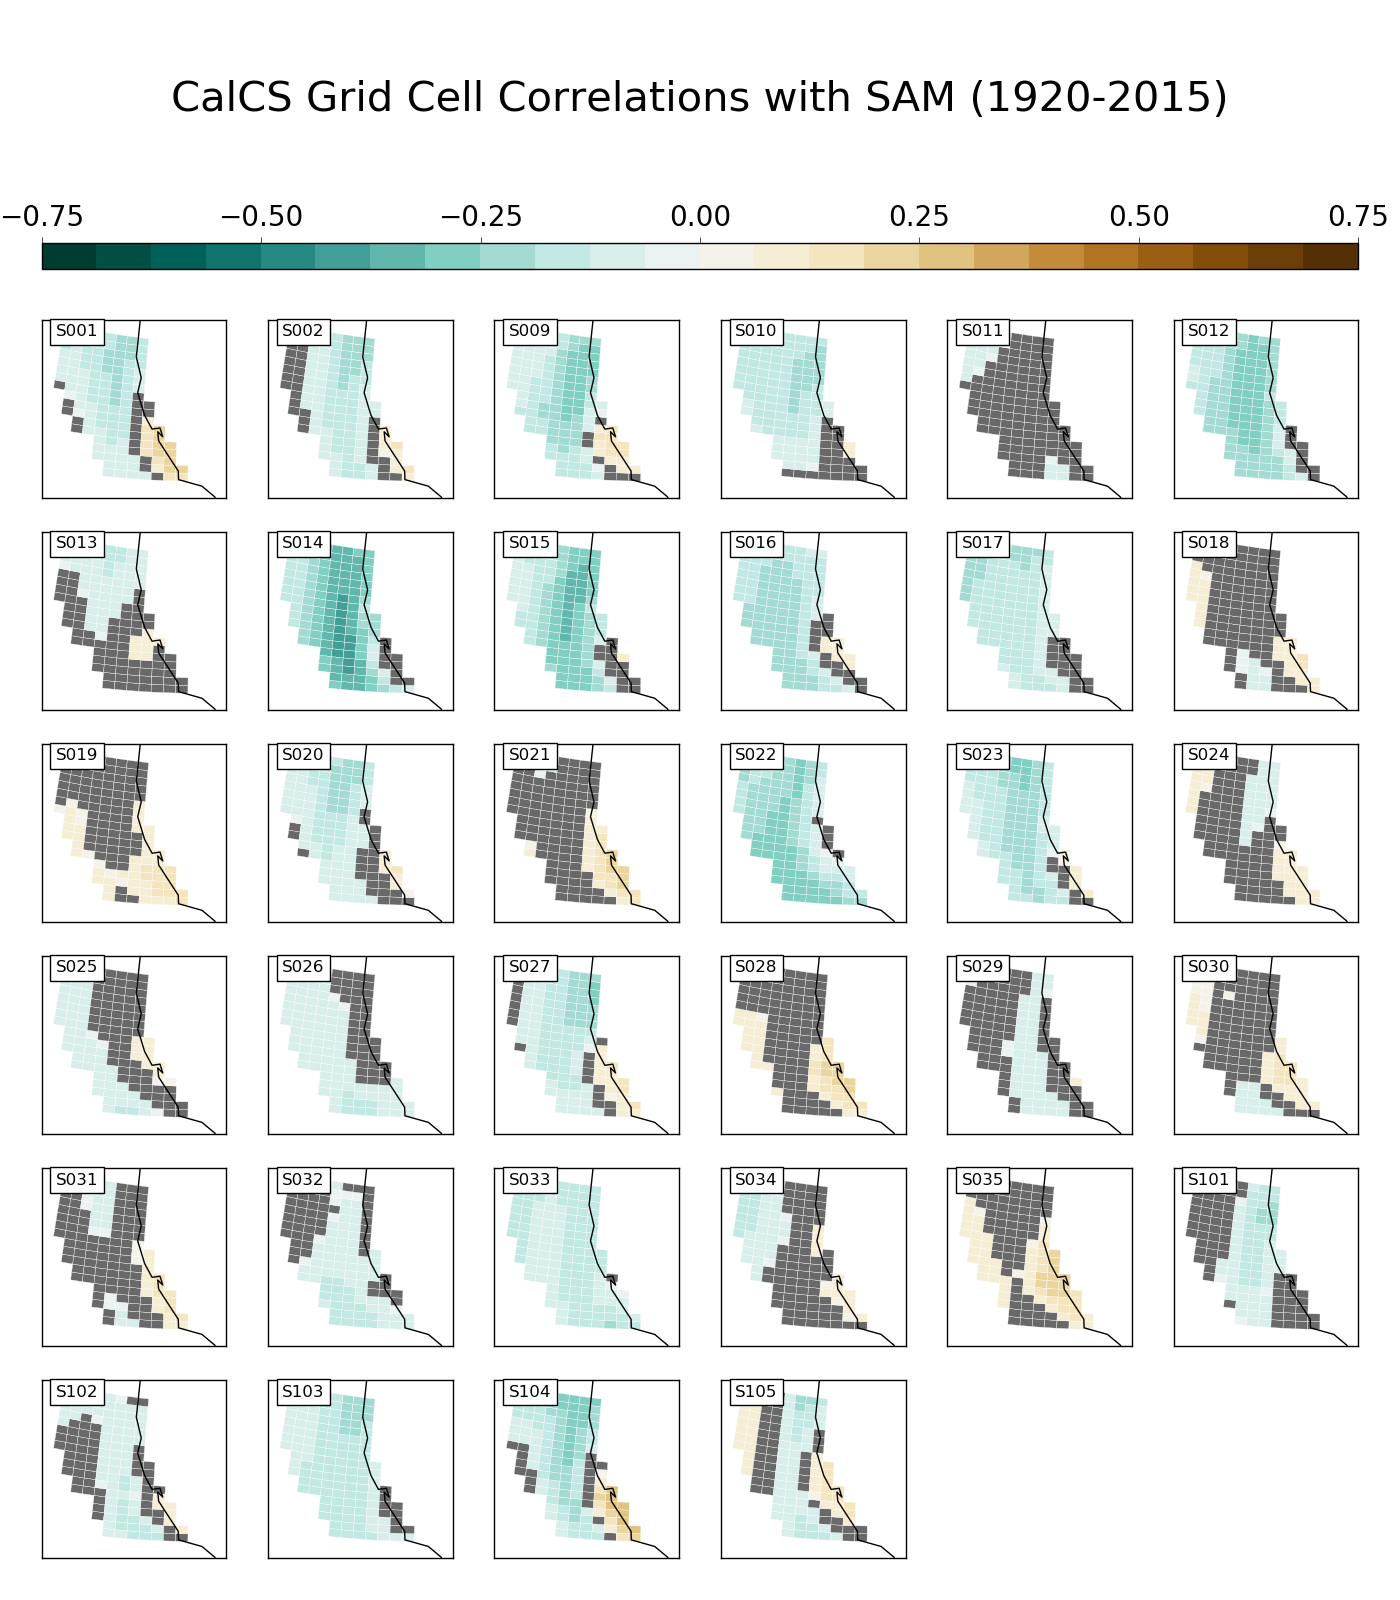 CalCS Grid Cell Correlations with SAM (1920-2015)
−0.75 −0.50 −0.25 0.00 0.25 0.50 0.75
S001 S002 S009 S010 S011 S012
S013 S014 S015 S016 S017 S018
S019 S020 S021 S022 S023 S024
S025 S026 S027 S028 S029 S030
S031 S032 S033 S034 S035 S101
S102 S103 S104 S105